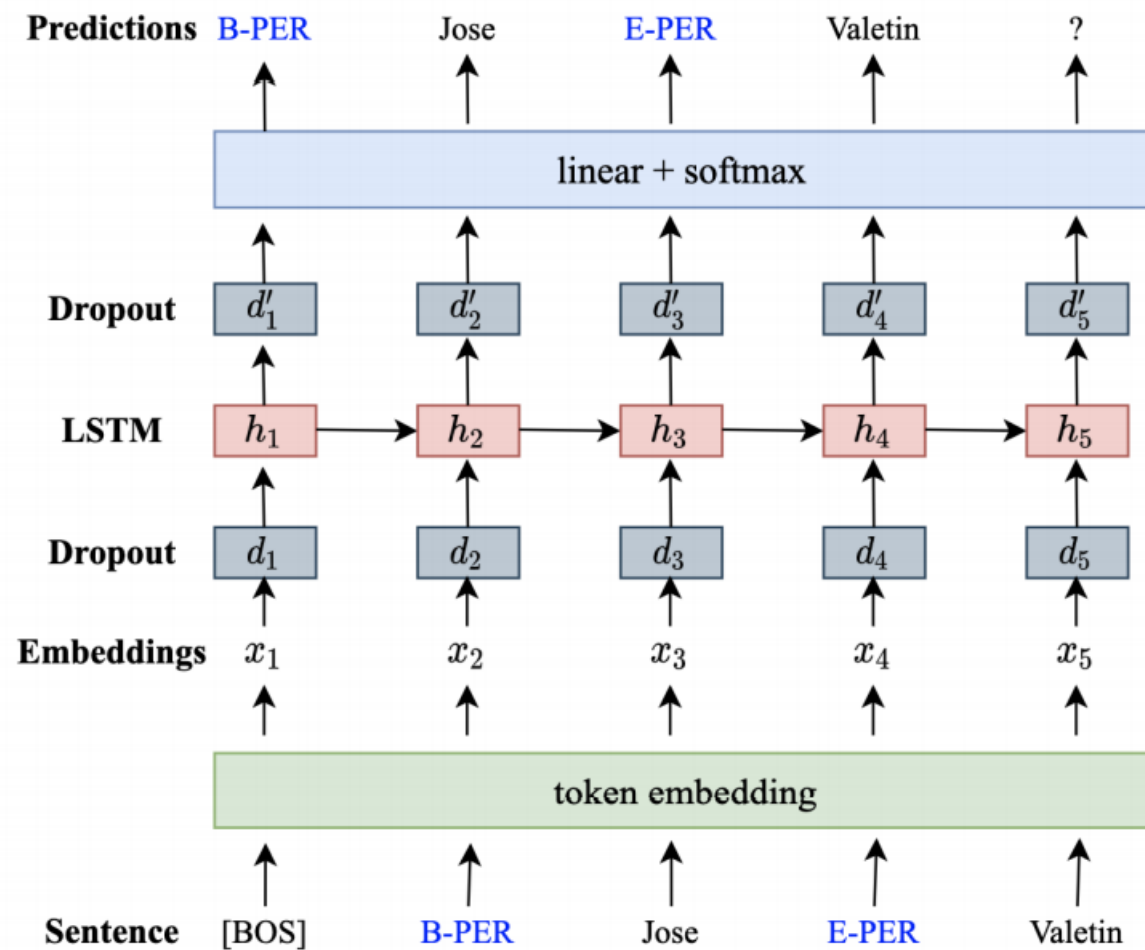 Predictions B-PER Jose E-PER Valetin ?
linear + softmax
Dropout d′₁ d′₂ d′₃ d′₄ d′₅
LSTM h₁ h₂ h₃ h₄ h₅
Dropout d₁ d₂ d₃ d₄ d₅
Embeddings x₁ x₂ x₃ x₄ x₅
token embedding
Sentence [BOS] B-PER Jose E-PER Valetin